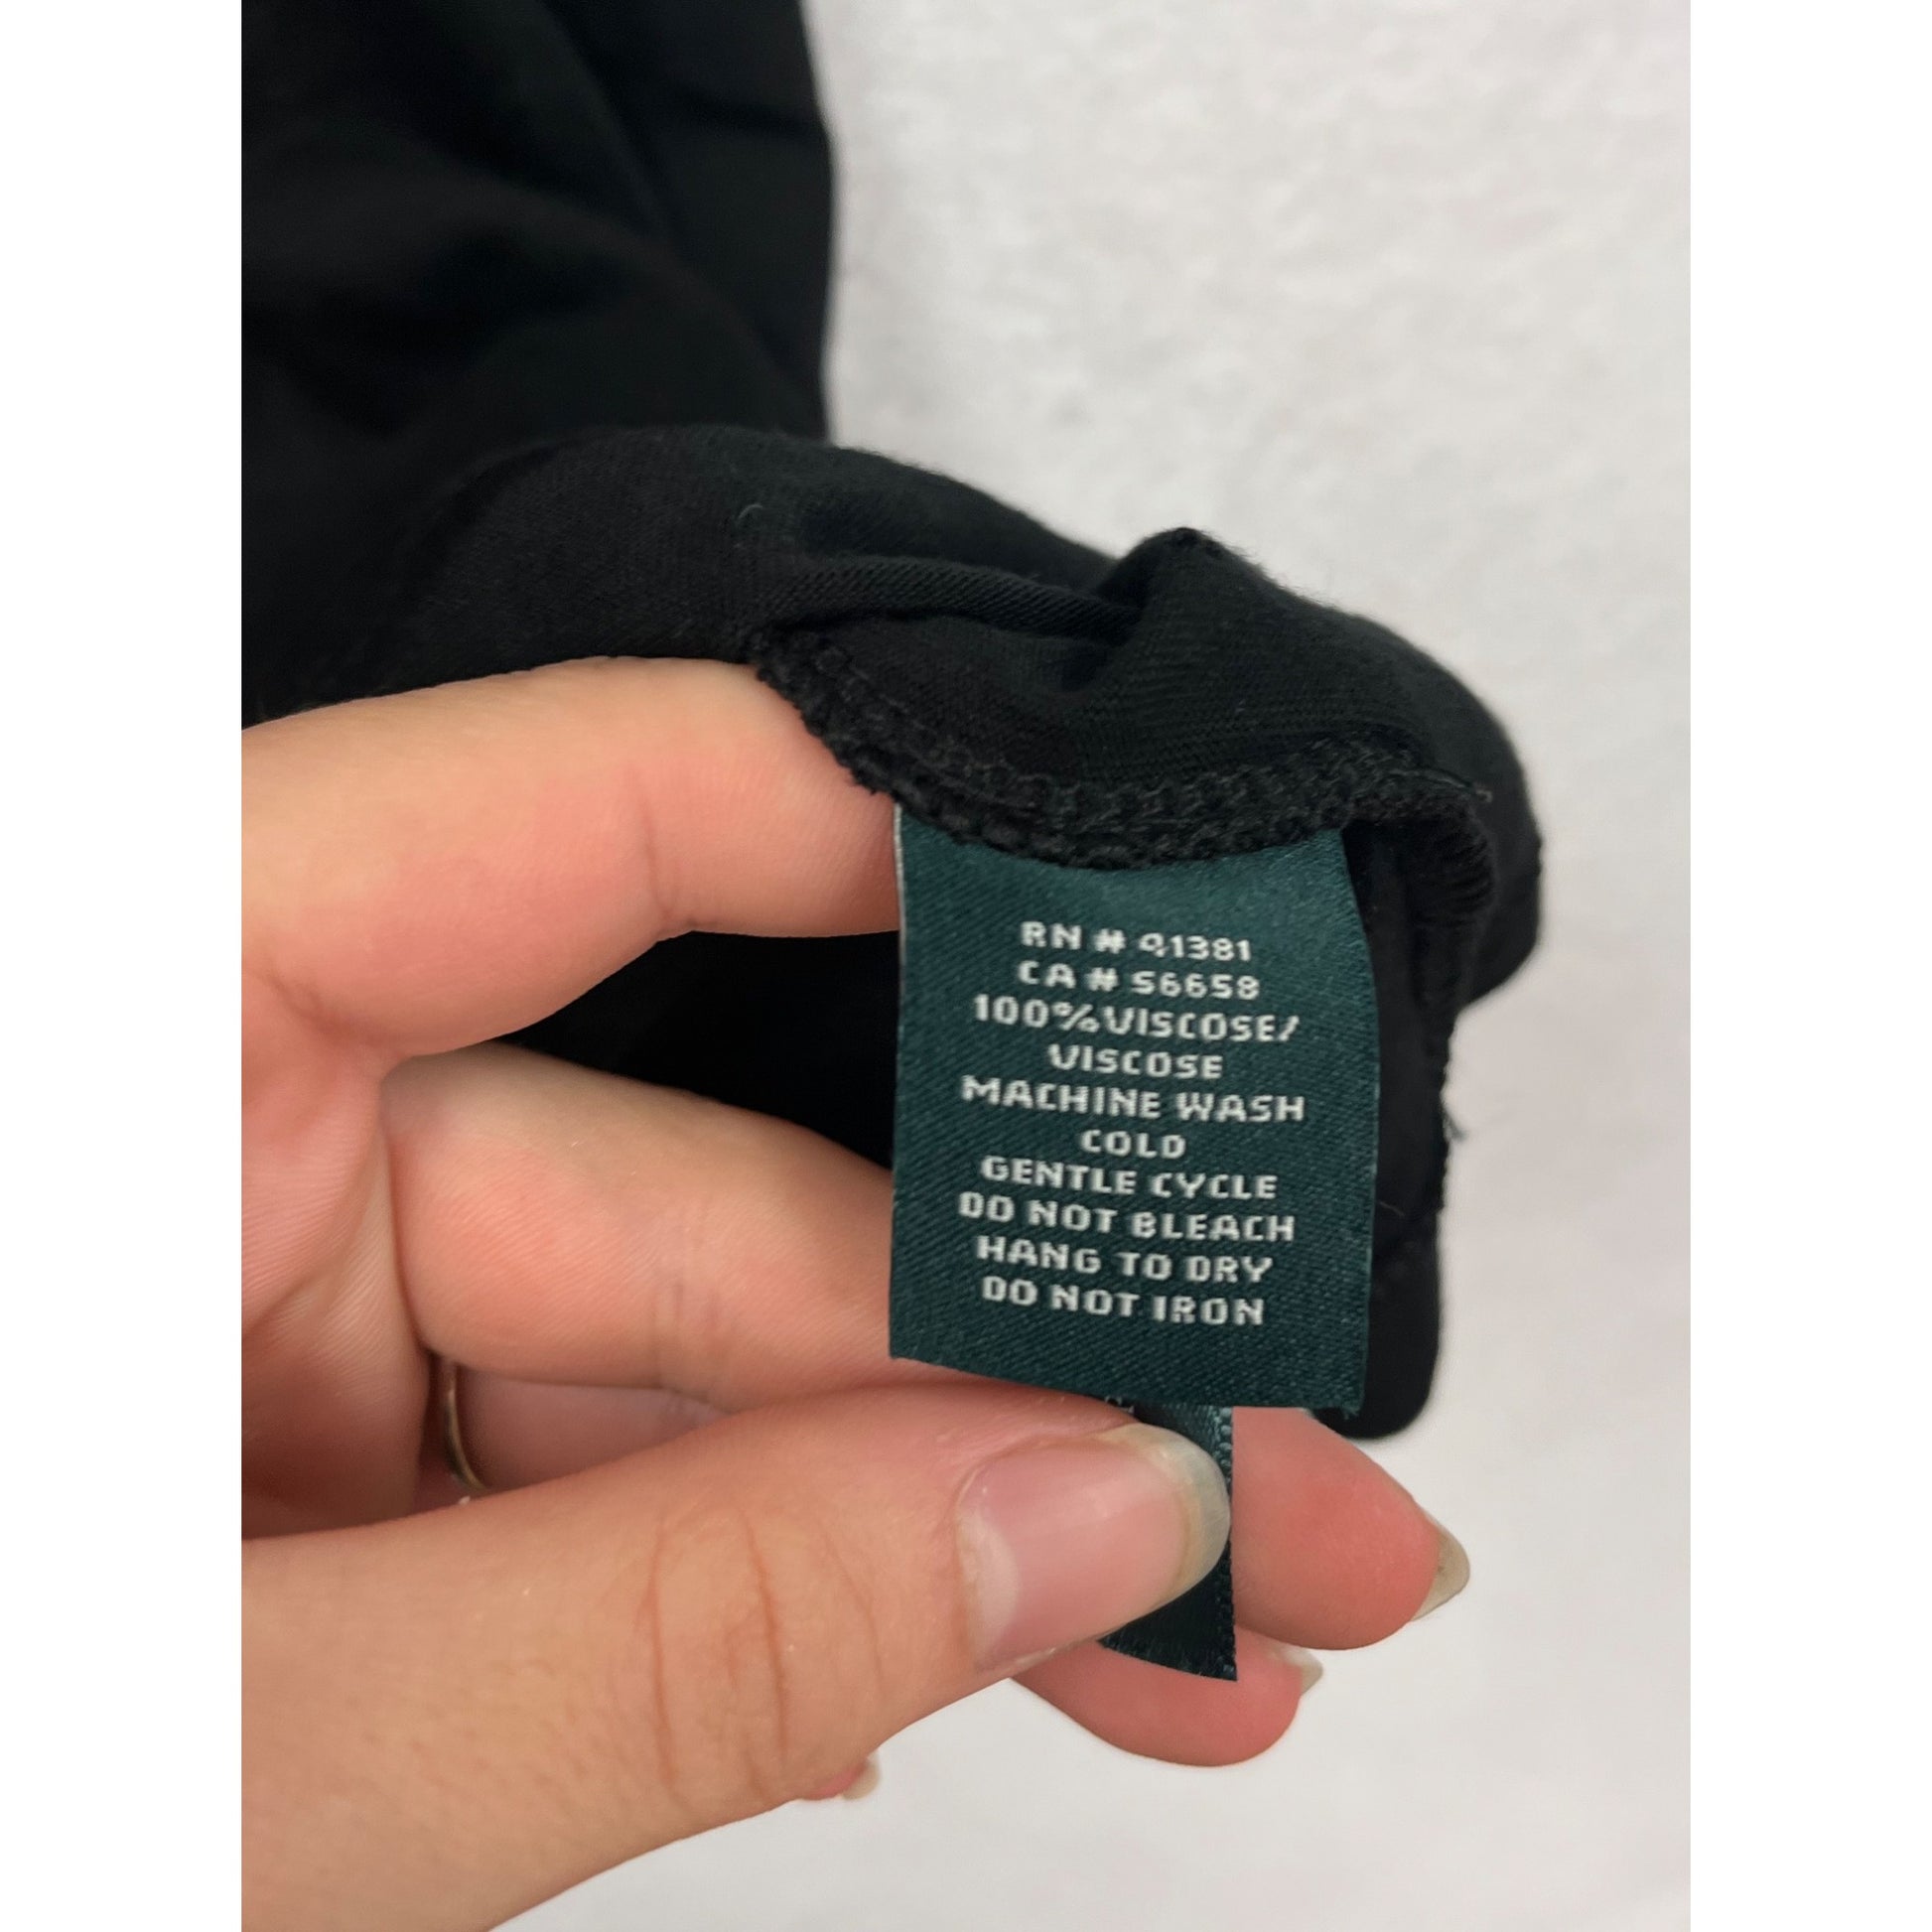 RN # 91381
CA # 56658
100%VISCOSE/
VISCOSE
MACHINE WASH
COLD
GENTLE CYCLE
DO NOT BLEACH
HANG TO DRY
DO NOT IRON